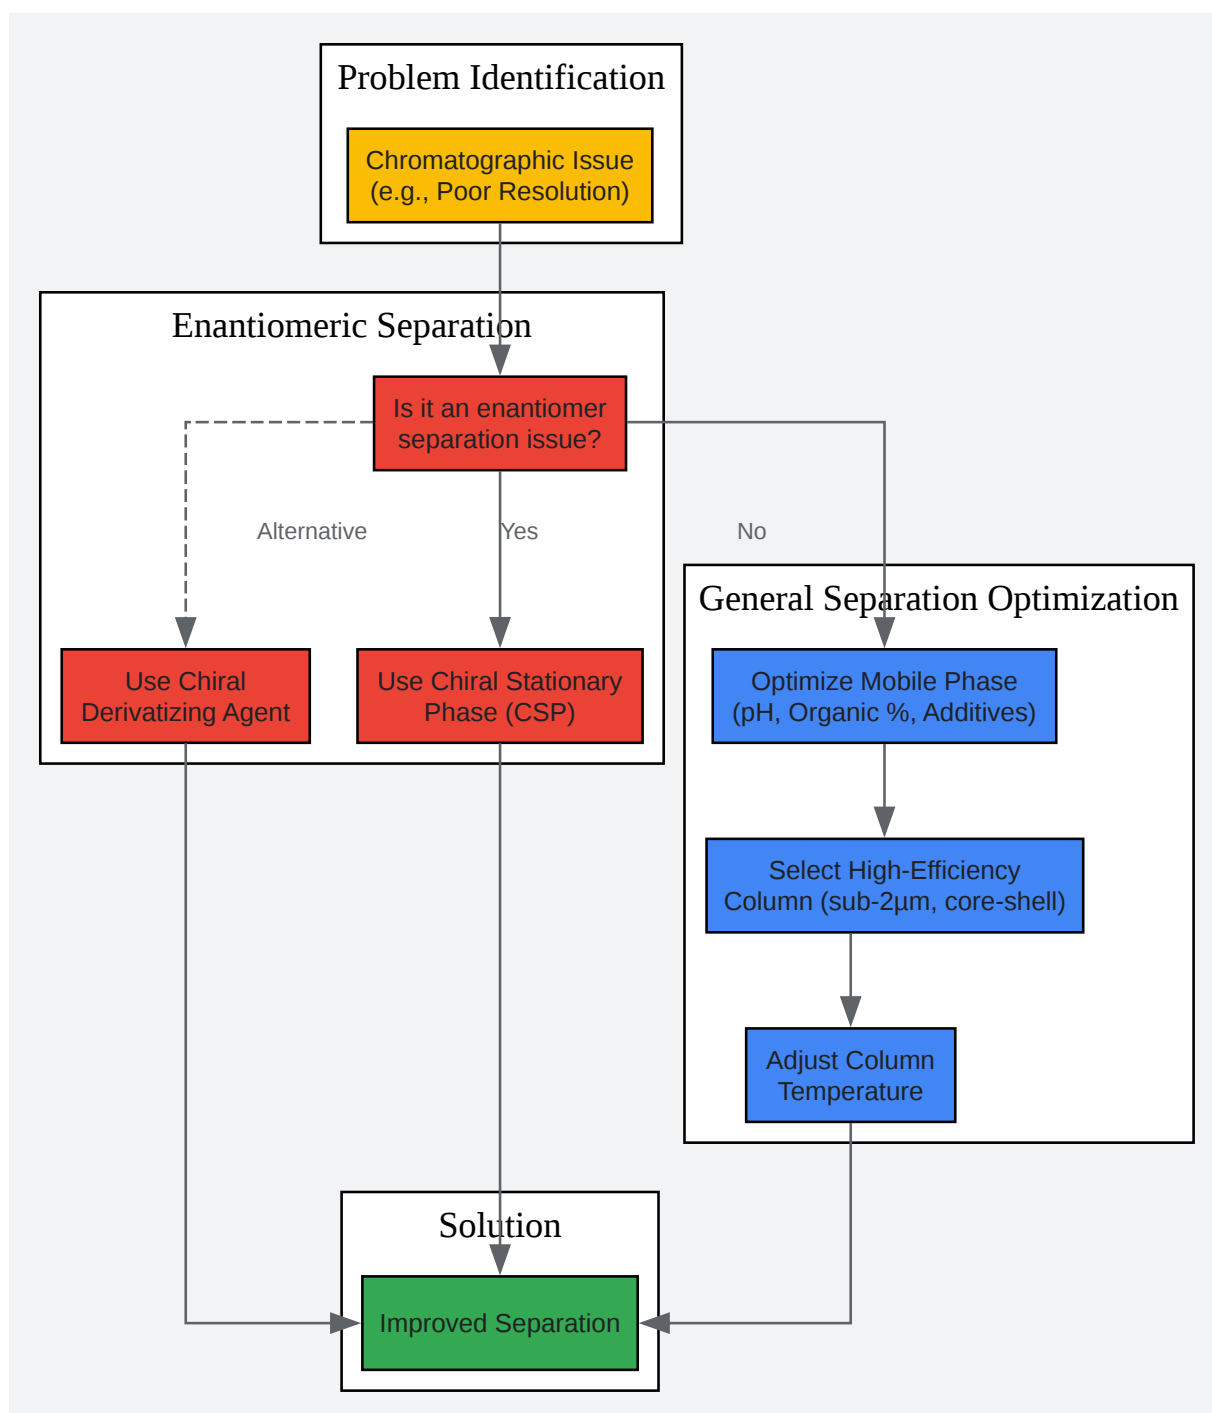 Problem Identification
Chromatographic Issue
(e.g., Poor Resolution)
Enantiomeric Separation
Is it an enantiomer
separation issue?
Alternative
Yes
No
General Separation Optimization
Use Chiral
Derivatizing Agent
Use Chiral Stationary
Phase (CSP)
Optimize Mobile Phase
(pH, Organic %, Additives)
Select High-Efficiency
Column (sub-2µm, core-shell)
Adjust Column
Temperature
Solution
Improved Separation